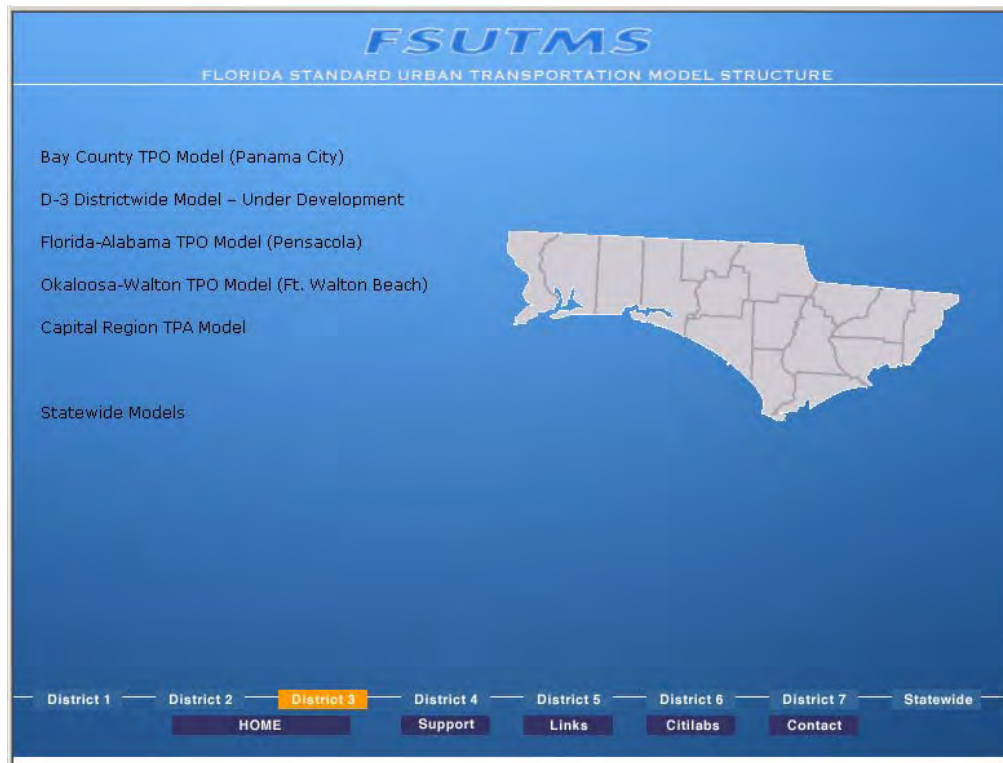 FSUTMS
FLORIDA STANDARD URBAN TRANSPORTATION MODEL STRUCTURE
Bay County TPO Model (Panama City)
D-3 Districtwide Model – Under Development
Florida-Alabama TPO Model (Pensacola)
Okaloosa-Walton TPO Model (Ft. Walton Beach)
Capital Region TPA Model
Statewide Models
District 1 District 2 District 3 District 4 District 5 District 6 District 7 Statewide
HOME Support Links Citilabs Contact